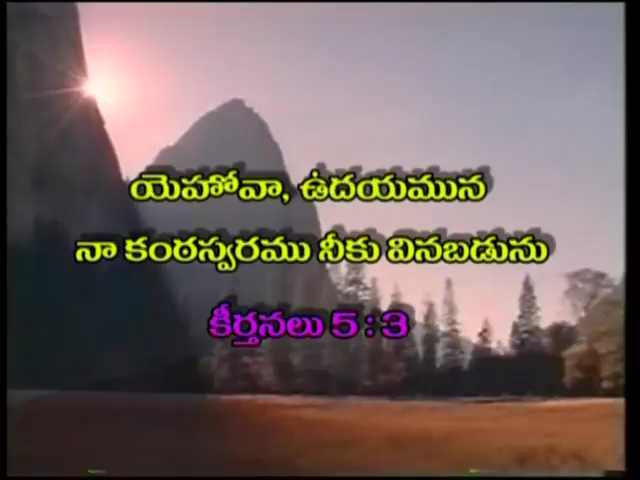 యెహోవా, ఉదయమున
నా కంఠస్వరము నీకు వినబడును
కీర్తనలు 5 : 3